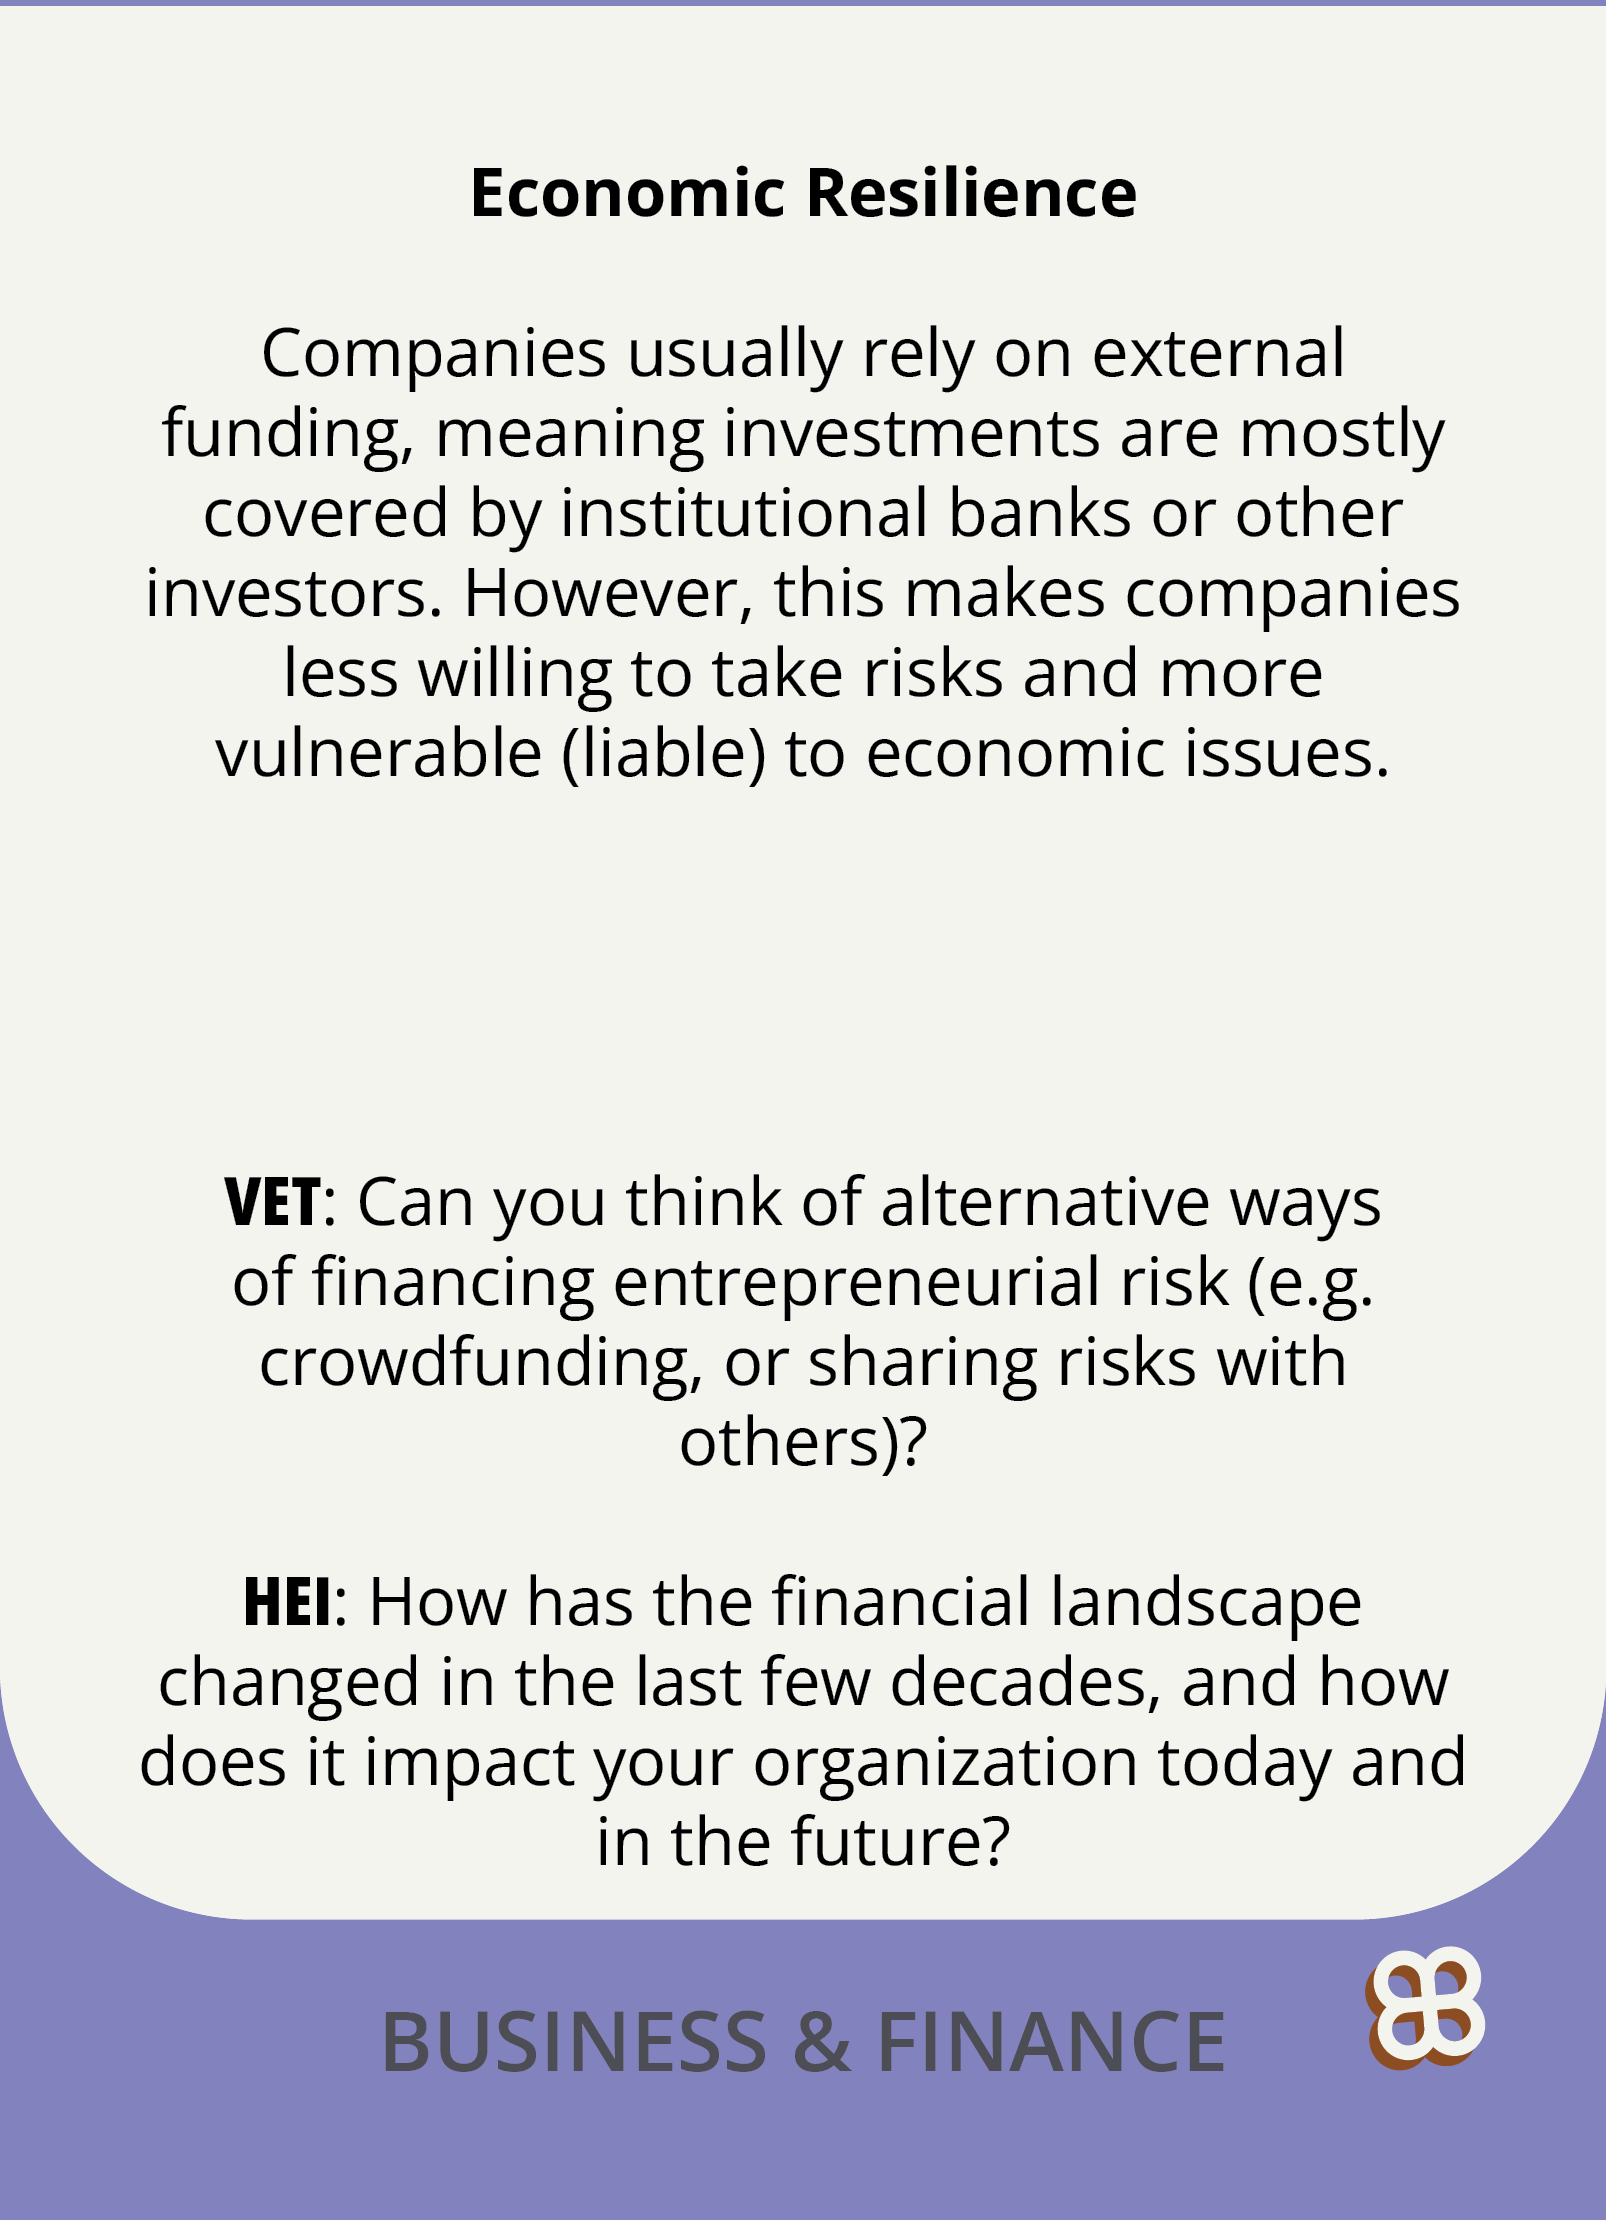 Economic Resilience
Companies usually rely on external
funding, meaning investments are mostly
covered by institutional banks or other
investors. However, this makes companies
less willing to take risks and more
vulnerable (liable) to economic issues.
VET: Can you think of alternative ways
of financing entrepreneurial risk (e.g.
crowdfunding, or sharing risks with
others)?
HEI: How has the financial landscape
changed in the last few decades, and how
does it impact your organization today and
in the future?
BUSINESS & FINANCE